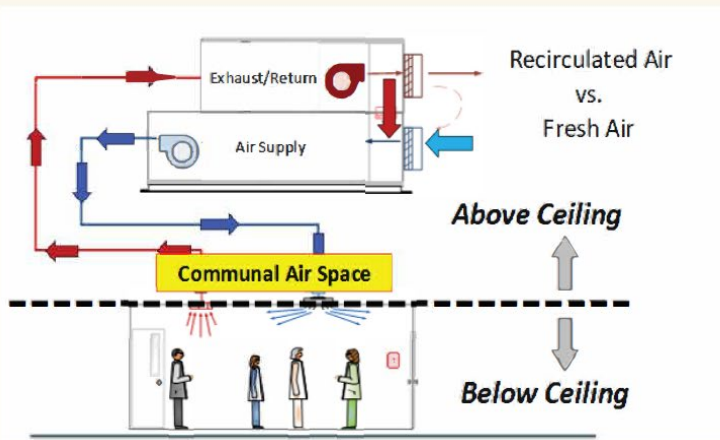 Exhaust/Return
Recirculated Air
vs.
Fresh Air
Air Supply
Above Ceiling
Communal Air Space
Below Ceiling